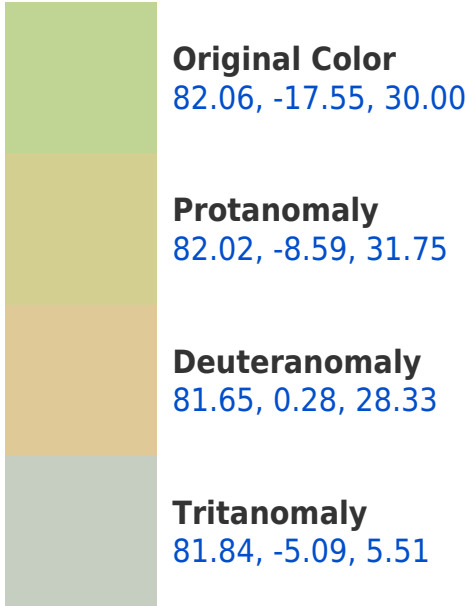 Original Color
82.06, -17.55, 30.00
Protanomaly
82.02, -8.59, 31.75
Deuteranomaly
81.65, 0.28, 28.33
Tritanomaly
81.84, -5.09, 5.51